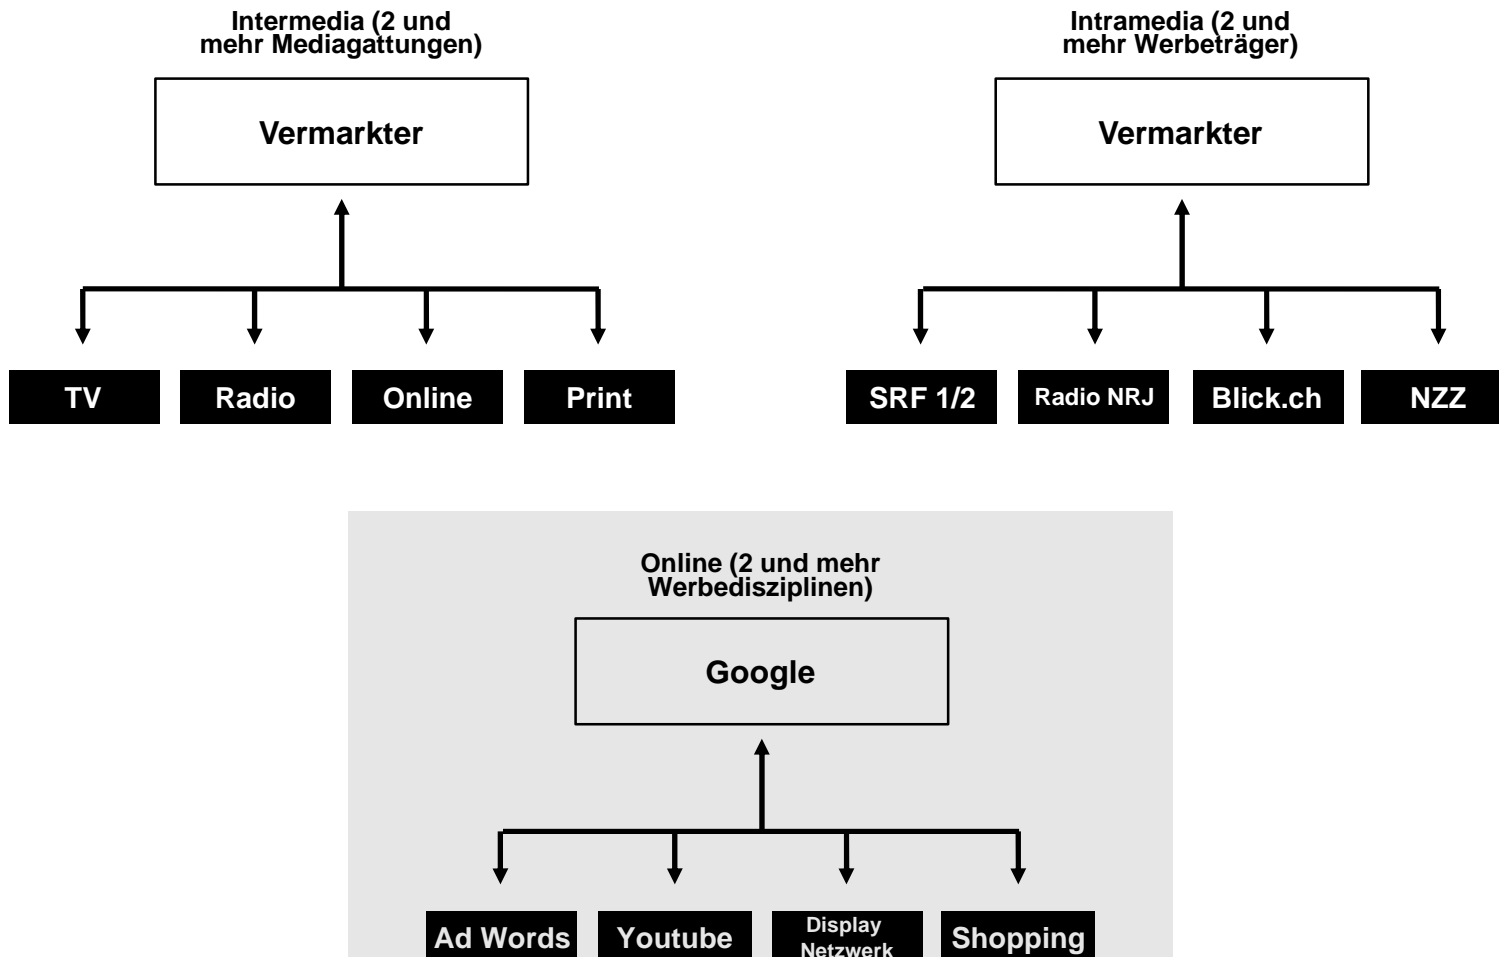 Intermedia (2 und
mehr Mediagattungen)
Vermarkter
TV
Radio
Online
Print
Intramedia (2 und
mehr Werbeträger)
Vermarkter
SRF 1/2
Radio NRJ
Blick.ch
NZZ
Online (2 und mehr
Werbedisziplinen)
Google
Ad Words
Youtube
Display
Netzwerk
Shopping